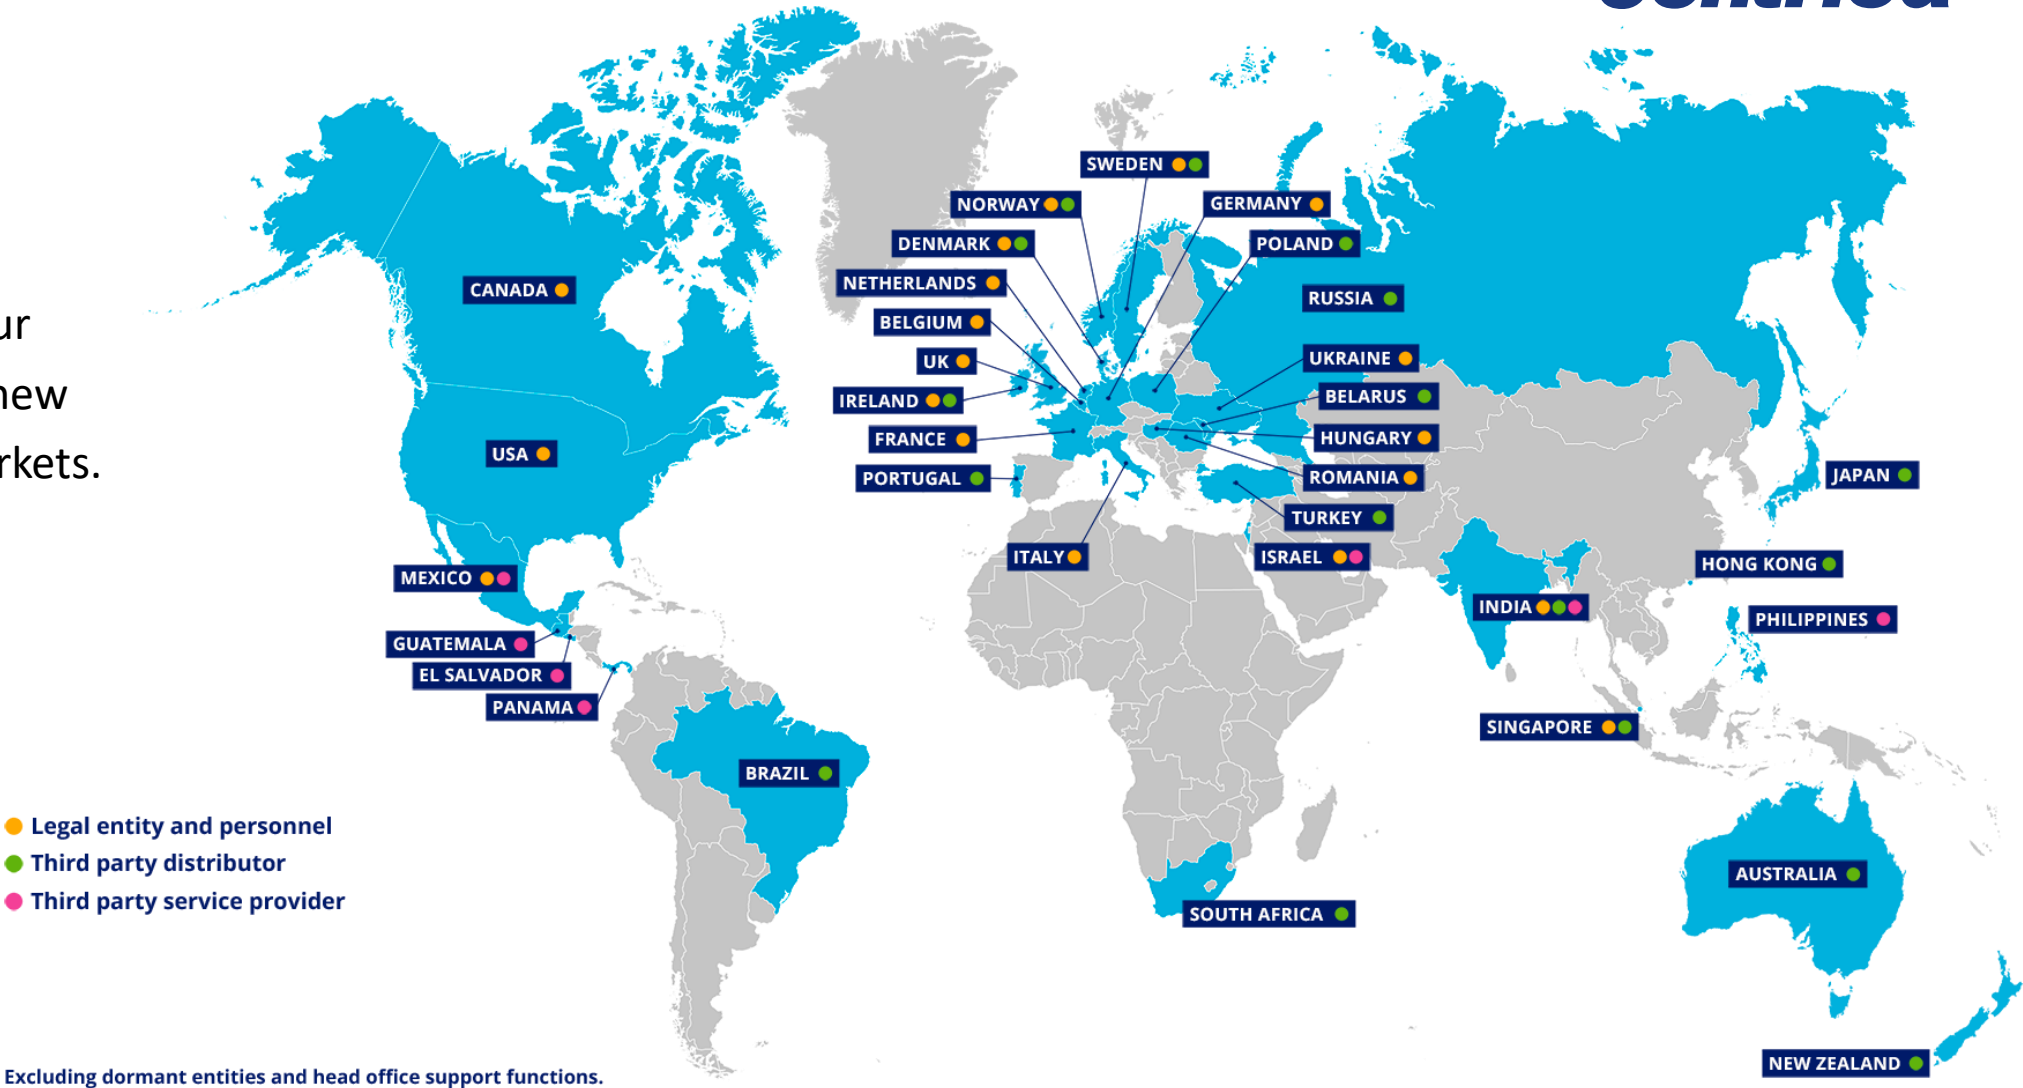 SWEDEN
NORWAY
GERMANY
DENMARK
POLAND
NETHERLANDS
CANADA
RUSSIA
BELGIUM
new
UK
UKRAINE
IRELAND
BELARUS
FRANCE
HUNGARY
USA
rkets.
PORTUGAL
ROMANIA
JAPAN
TURKEY
ITALY
ISRAEL
HONG KONG
MEXICO
INDIA
PHILIPPINES
GUATEMALA
EL SALVADOR
PANAMA
SINGAPORE
BRAZIL
Legal entity and personnel
Third party distributor
Third party service provider
AUSTRALIA
SOUTH AFRICA
NEW ZEALAND
Excluding dormant entities and head office support functions.